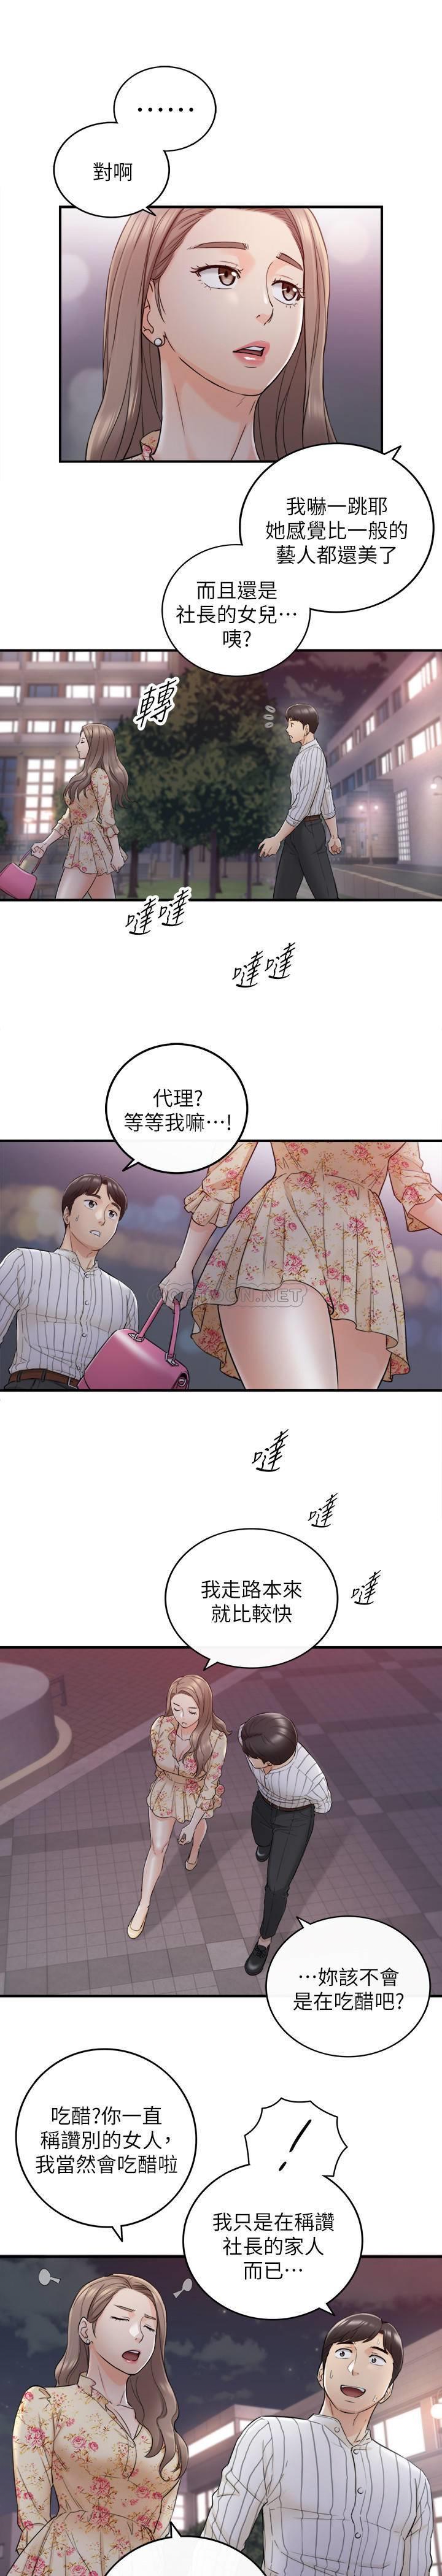 ……
對啊
我嚇一跳耶
她感覺比一般的
藝人都還美了
而且還是
社長的女兒…
咦?
轉
噠噠
噠噠
代理?
等等我嘛…!
噠
噠
噠
我走路本來
就比較快
…妳該不會
是在吃醋吧?
吃醋?你一直
稱讚別的女人，
我當然會吃醋啦
我只是在稱讚
社長的家人
而已…